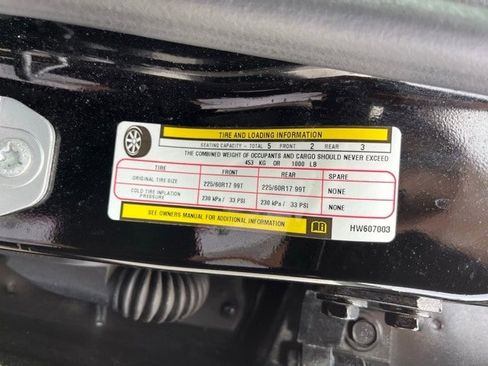 TIRE AND LOADING INFORMATION
SEATING CAPACITY - TOTAL 5 FRONT 2 REAR 3
THE COMBINED WEIGHT OF OCCUPANTS AND CARGO SHOULD NEVER EXCEED
453 KG OR 1000 LB
TIRE FRONT REAR SPARE
ORIGINAL TIRE SIZE 225/60R17 99T 225/60R17 99T NONE
COLD TIRE INFLATION PRESSURE 230 kPa / 33 PSI 230 kPa / 33 PSI NONE
SEE OWNERS MANUAL FOR ADDITIONAL INFORMATION HW607003